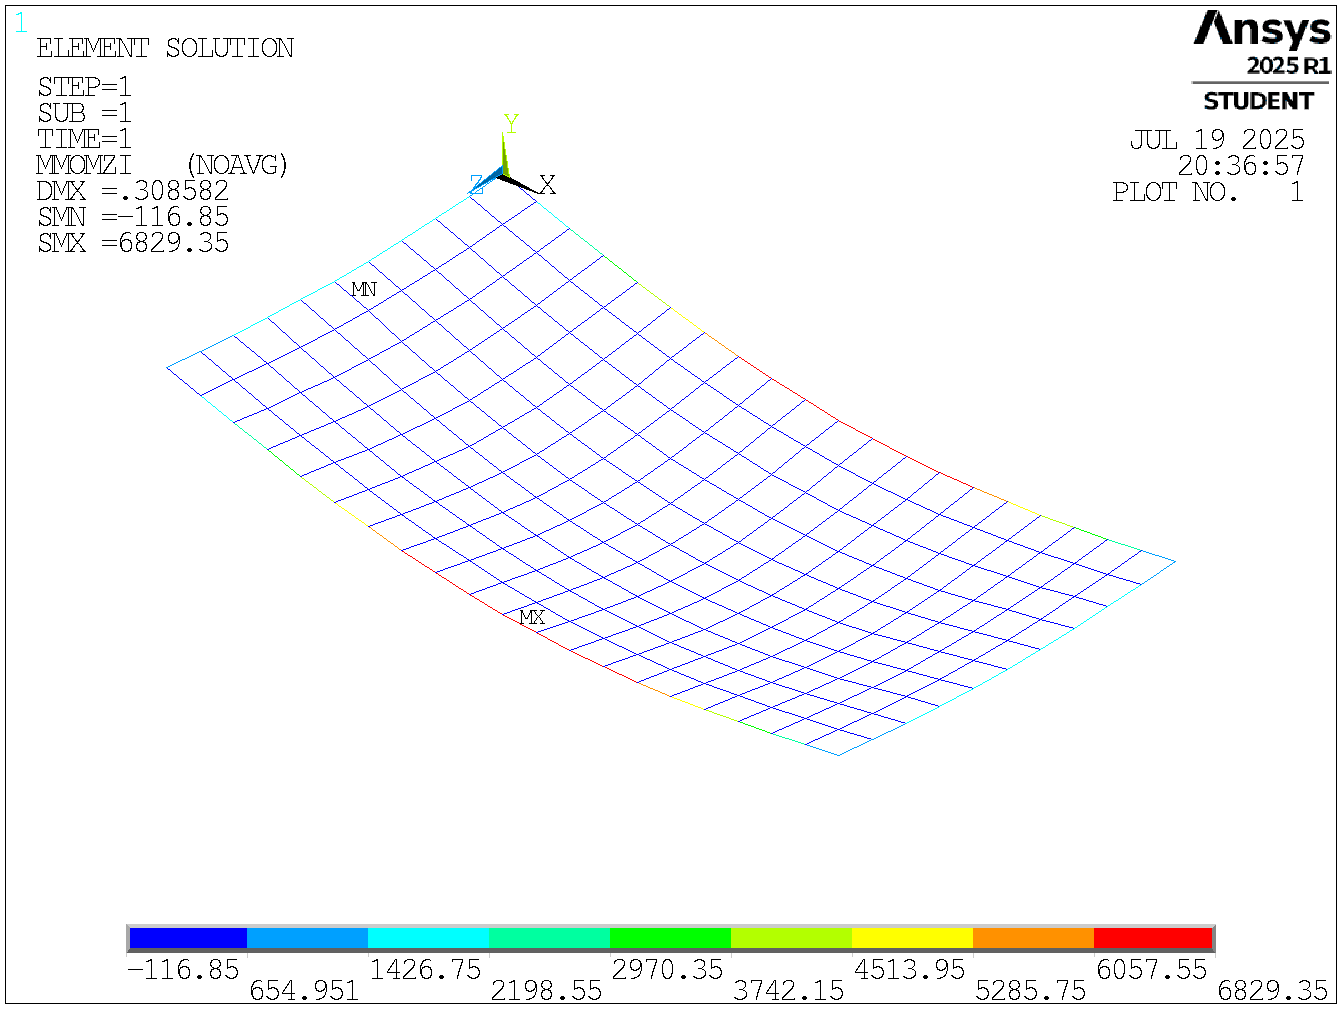 1
ELEMENT SOLUTION
STEP=1
SUB =1
TIME=1
MMOMZI (NOAVG)
DMX =.308582
SMN =-116.85
SMX =6829.35
Ansys
2025 R1
STUDENT
JUL 19 2025
20:36:57
PLOT NO. 1
Y
Z X
MN
MX
-116.85 1426.75 2970.35 4513.95 6057.55
654.951 2198.55 3742.15 5285.75 6829.35